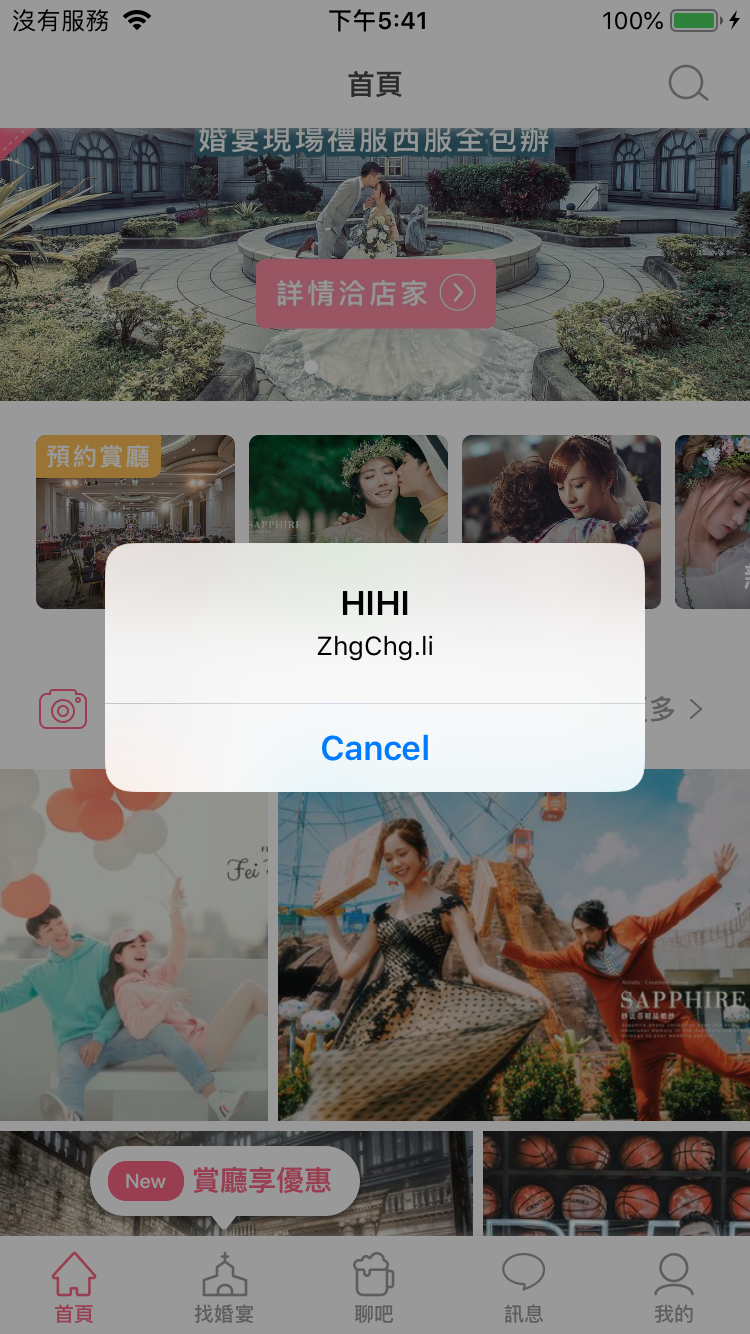 沒有服務
下午5:41
100%
首頁
婚宴現場禮服西服全包辦
詳情洽店家
預約賞廳
SAPPHIRE
HIHI
ZhgChg.li
多
Cancel
Fei
SAPPHIRE
New 賞廳享優惠
首頁
找婚宴
聊吧
訊息
我的